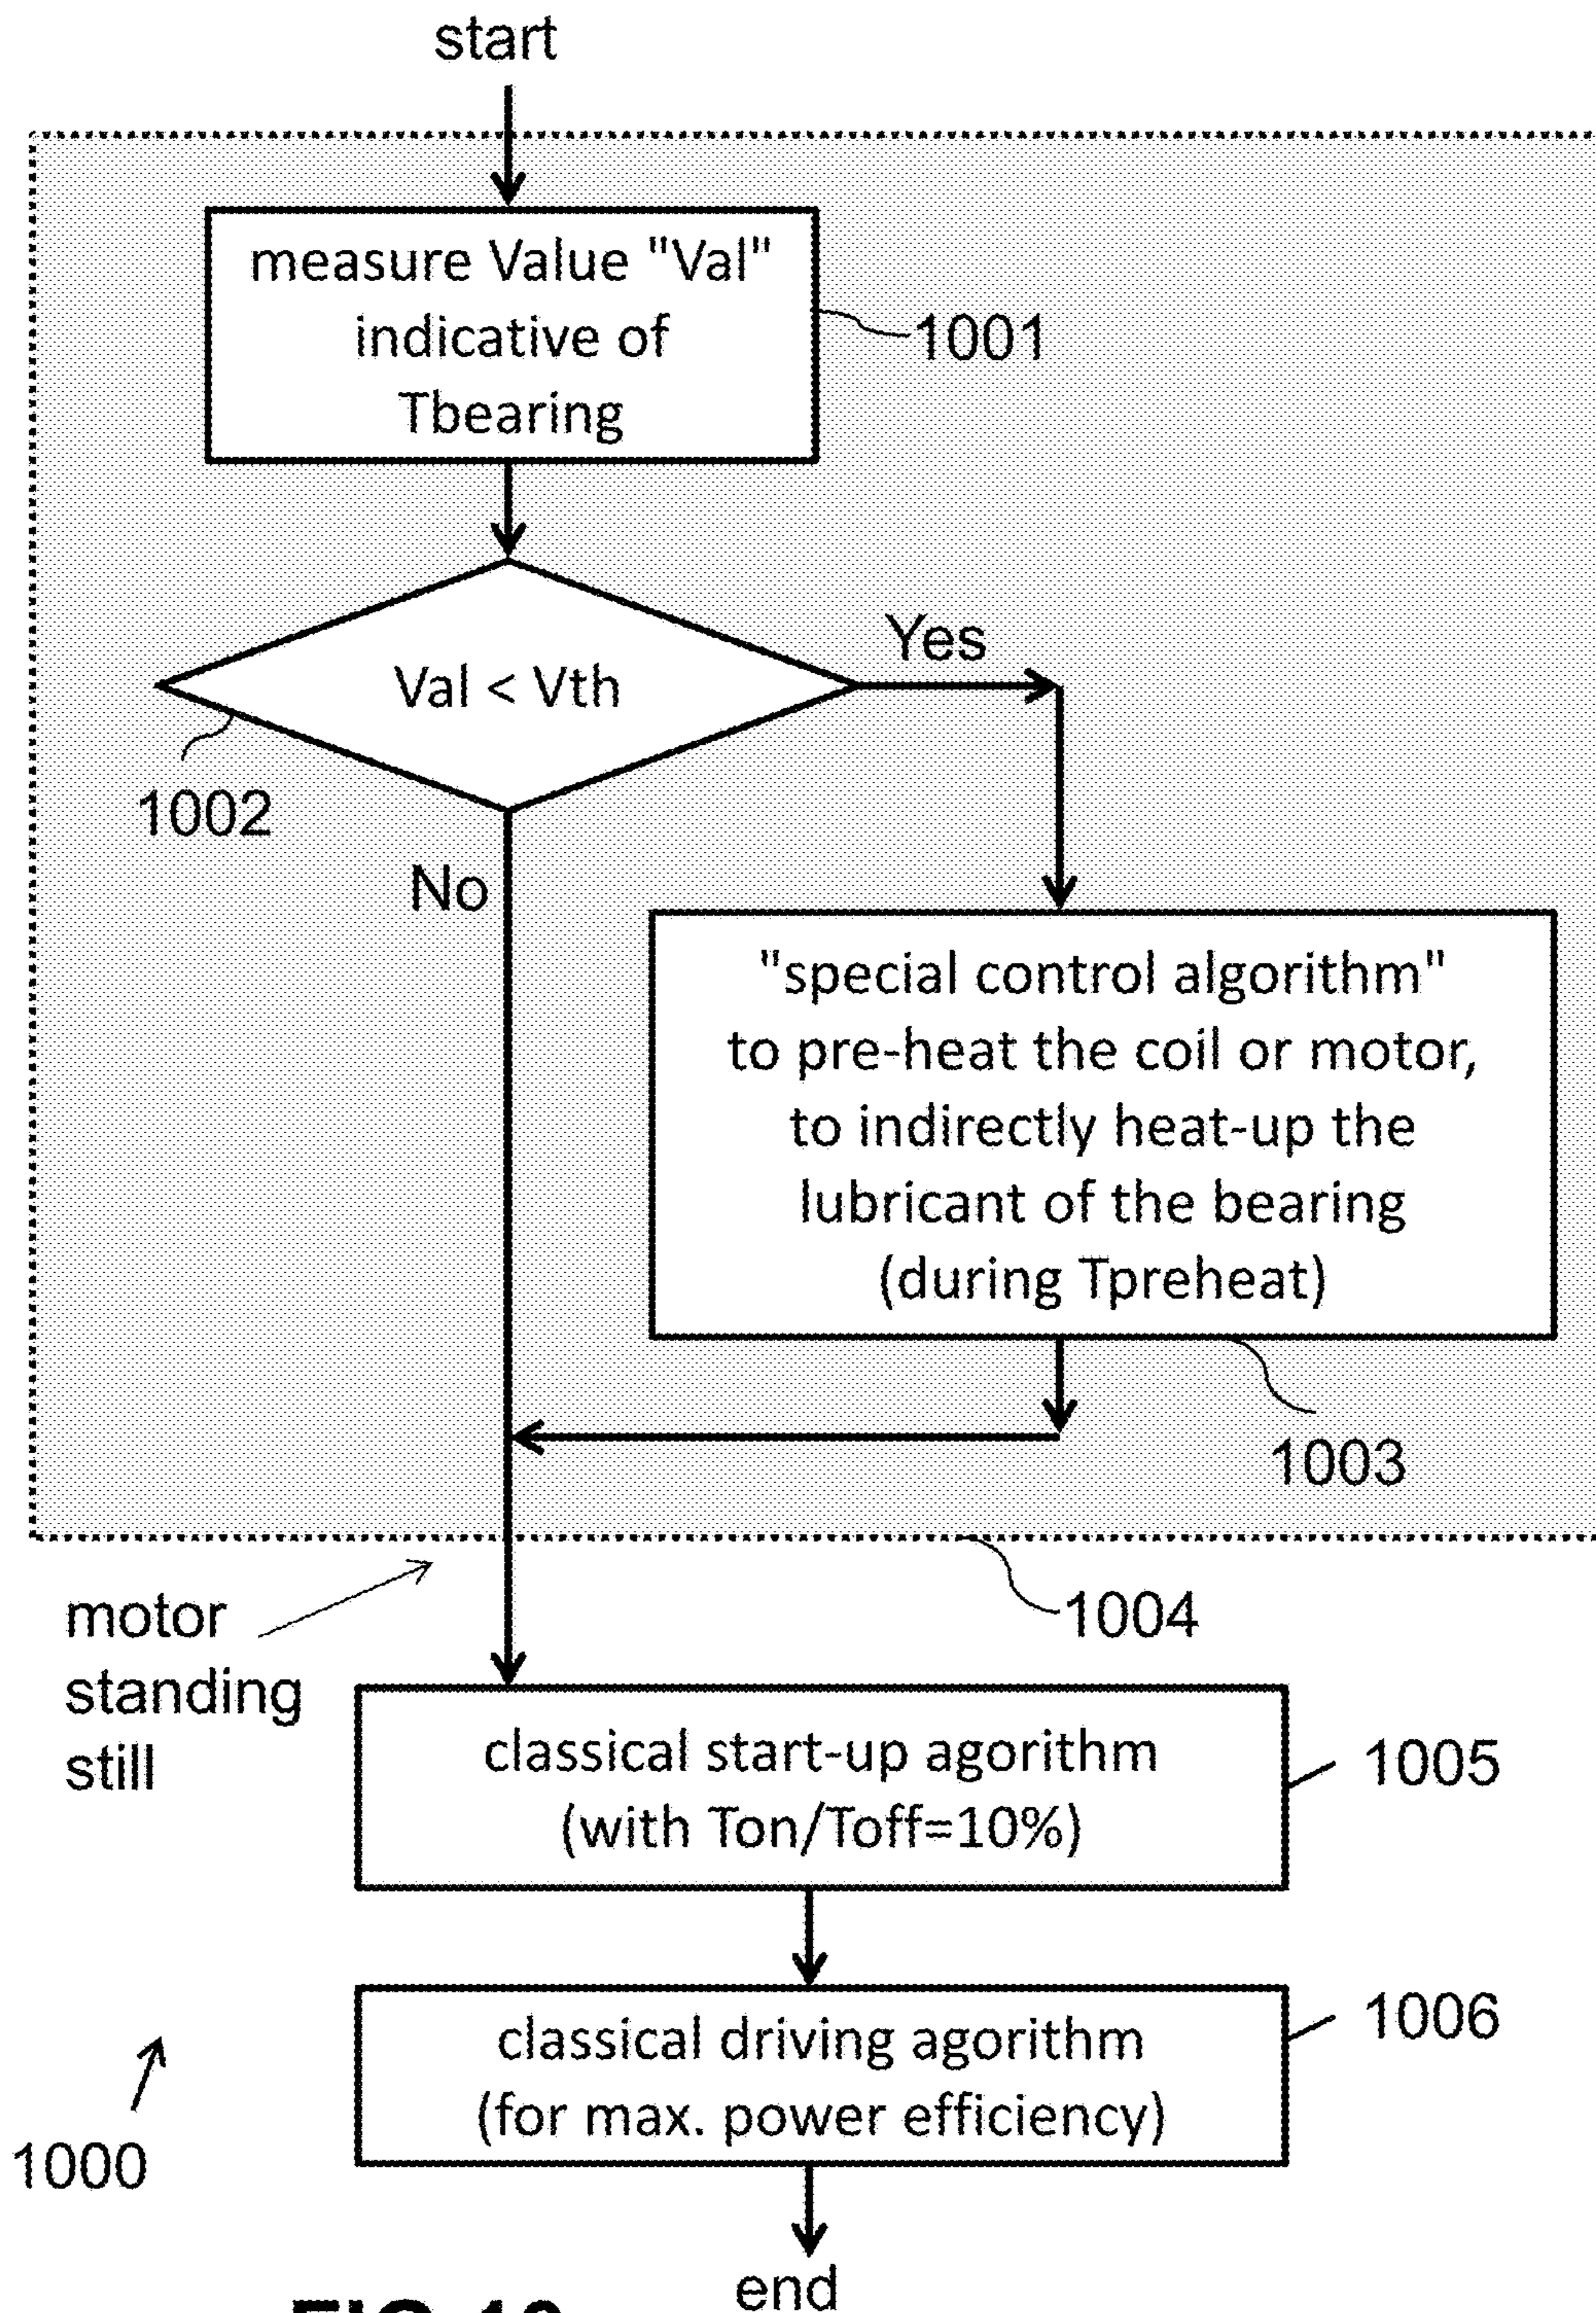 start
measure Value "Val"
indicative of
Tbearing
1001
Val < Vth
Yes
1002
No
"special control algorithm"
to pre-heat the coil or motor,
to indirectly heat-up the
lubricant of the bearing
(during Tpreheat)
1003
1004
motor
standing
still
classical start-up agorithm
(with Ton/Toff=10%)
1005
classical driving agorithm
(for max. power efficiency)
1006
1000
end